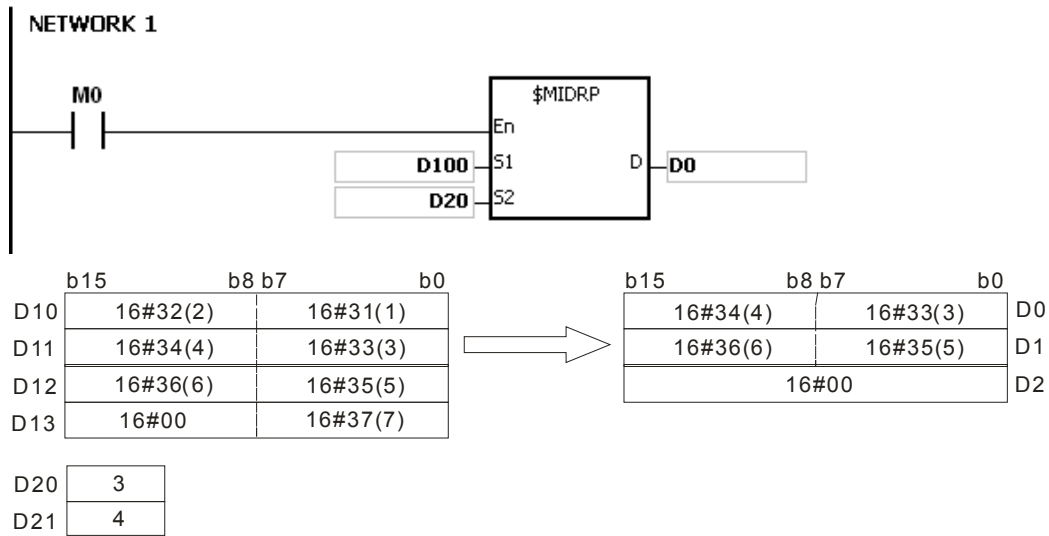 NETWORK 1
M0
$MIDRP
En
D100 S1 D D0
D20 S2
b15 b8 b7 b0 b15 b8 b7 b0
D10 16#32(2) 16#31(1) 16#34(4) 16#33(3) D0
D11 16#34(4) 16#33(3) 16#36(6) 16#35(5) D1
D12 16#36(6) 16#35(5) 16#00 D2
D13 16#00 16#37(7)
D20 3
D21 4